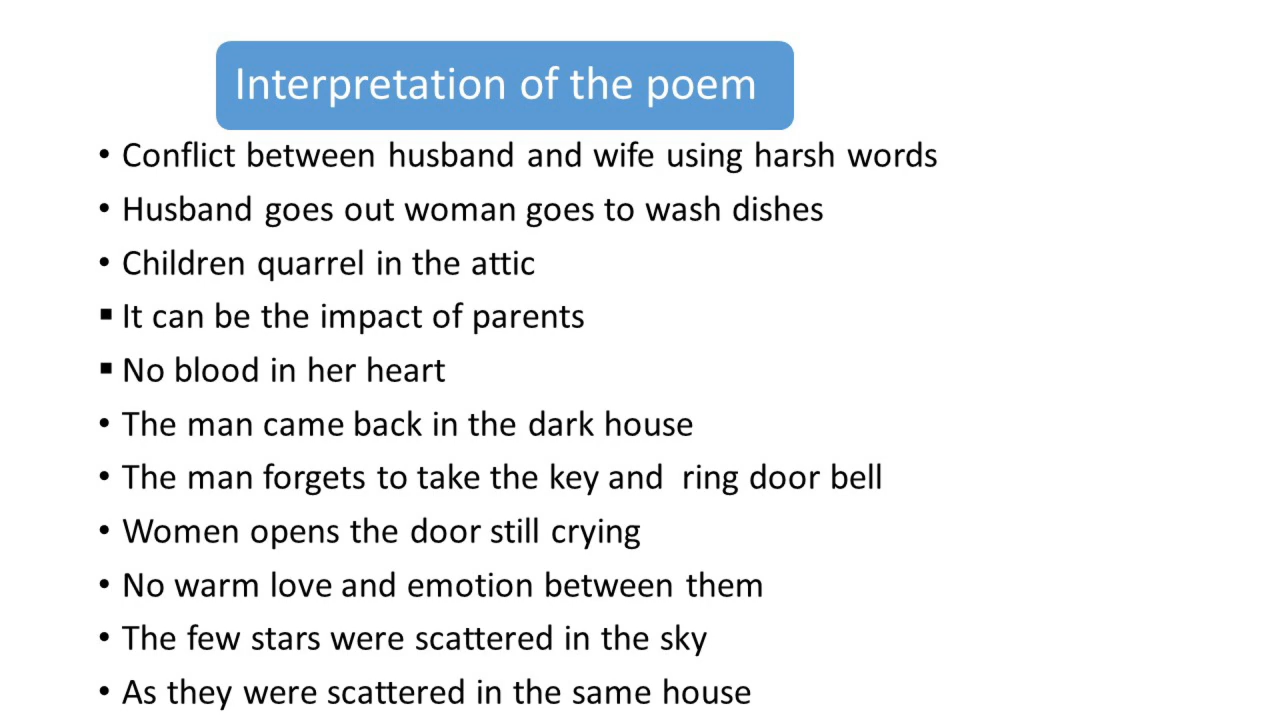 Interpretation of the poem
• Conflict between husband and wife using harsh words
• Husband goes out woman goes to wash dishes
• Children quarrel in the attic
▪ It can be the impact of parents
▪ No blood in her heart
• The man came back in the dark house
• The man forgets to take the key and  ring door bell
• Women opens the door still crying
• No warm love and emotion between them
• The few stars were scattered in the sky
• As they were scattered in the same house